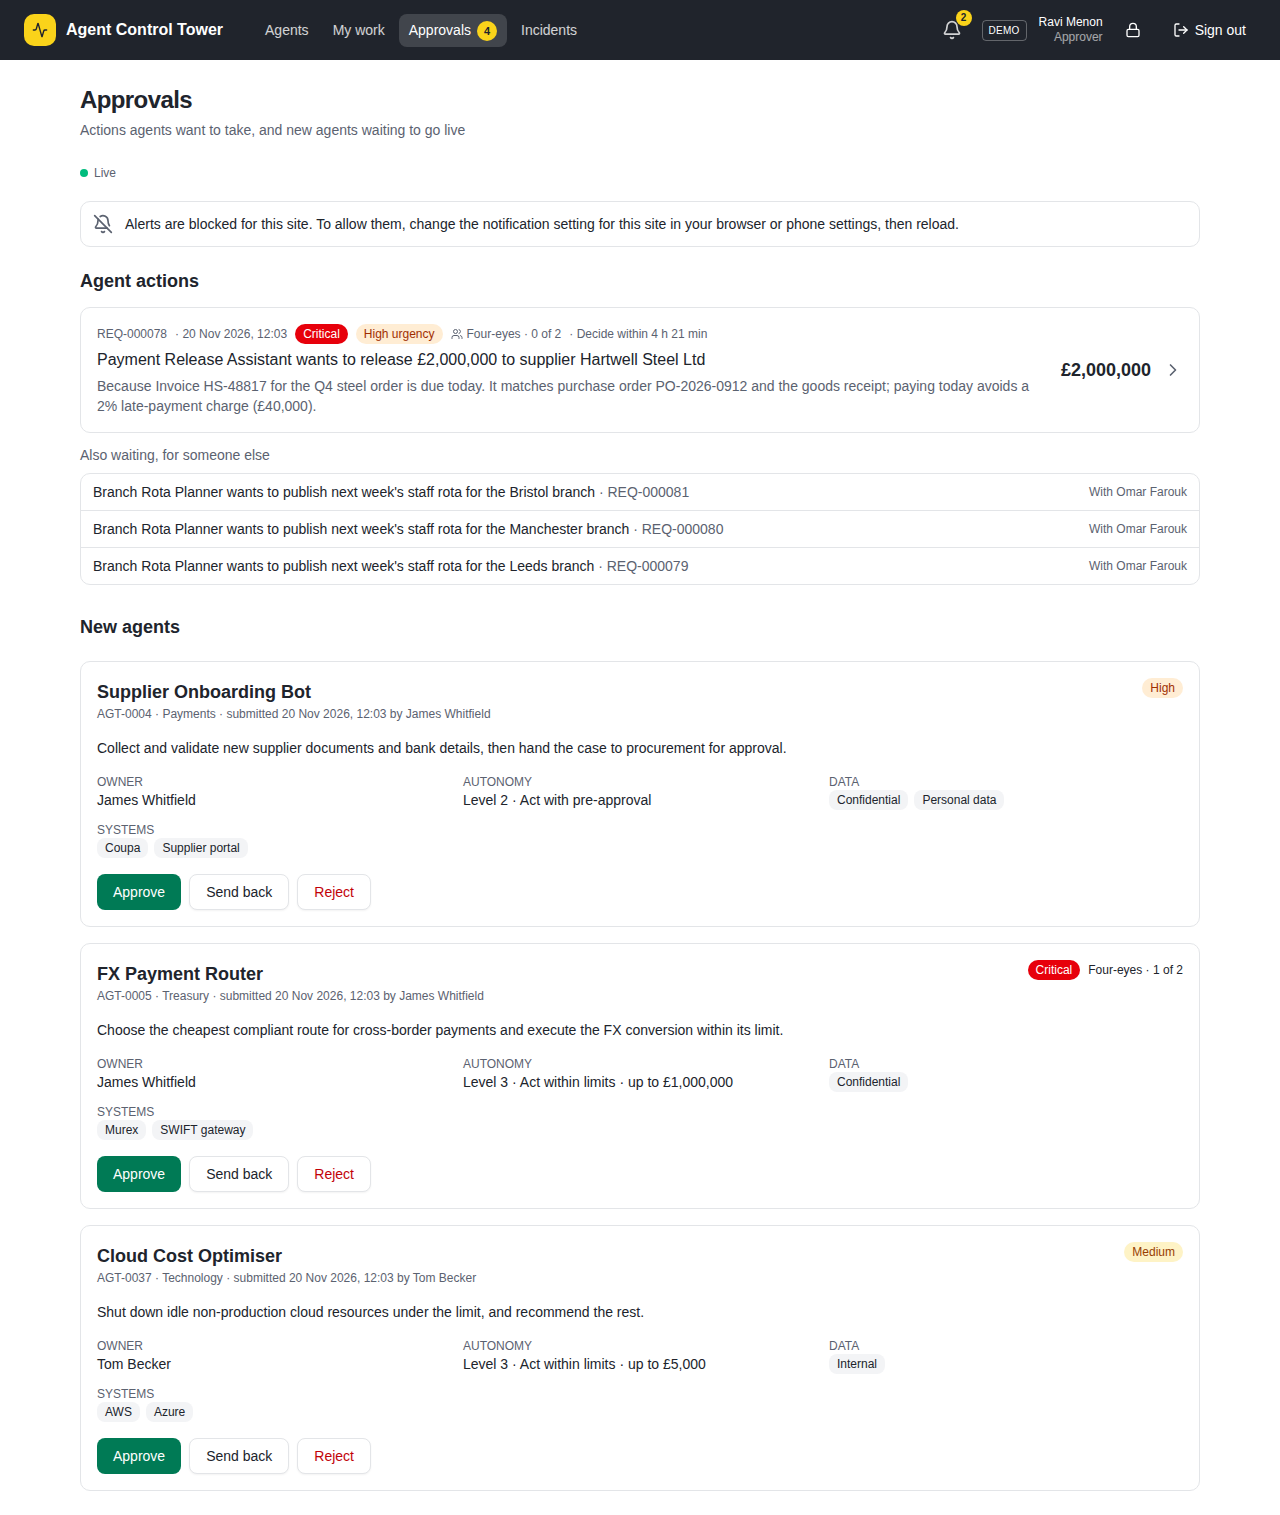 Agent Control Tower
Agents
My work
Approvals 4
Incidents
2
DEMO
Ravi Menon
Approver
Sign out
Approvals
Actions agents want to take, and new agents waiting to go live
Live
Alerts are blocked for this site. To allow them, change the notification setting for this site in your browser or phone settings, then reload.
Agent actions
REQ-000078 · 20 Nov 2026, 12:03 Critical High urgency Four-eyes · 0 of 2 · Decide within 4 h 21 min
Payment Release Assistant wants to release £2,000,000 to supplier Hartwell Steel Ltd
Because Invoice HS-48817 for the Q4 steel order is due today. It matches purchase order PO-2026-0912 and the goods receipt; paying today avoids a
2% late-payment charge (£40,000).
£2,000,000
Also waiting, for someone else
Branch Rota Planner wants to publish next week's staff rota for the Bristol branch · REQ-000081 With Omar Farouk
Branch Rota Planner wants to publish next week's staff rota for the Manchester branch · REQ-000080 With Omar Farouk
Branch Rota Planner wants to publish next week's staff rota for the Leeds branch · REQ-000079 With Omar Farouk
New agents
Supplier Onboarding Bot High
AGT-0004 · Payments · submitted 20 Nov 2026, 12:03 by James Whitfield
Collect and validate new supplier documents and bank details, then hand the case to procurement for approval.
OWNER AUTONOMY DATA
James Whitfield Level 2 · Act with pre-approval Confidential Personal data
SYSTEMS
Coupa Supplier portal
Approve Send back Reject
FX Payment Router Critical Four-eyes · 1 of 2
AGT-0005 · Treasury · submitted 20 Nov 2026, 12:03 by James Whitfield
Choose the cheapest compliant route for cross-border payments and execute the FX conversion within its limit.
OWNER AUTONOMY DATA
James Whitfield Level 3 · Act within limits · up to £1,000,000 Confidential
SYSTEMS
Murex SWIFT gateway
Approve Send back Reject
Cloud Cost Optimiser Medium
AGT-0037 · Technology · submitted 20 Nov 2026, 12:03 by Tom Becker
Shut down idle non-production cloud resources under the limit, and recommend the rest.
OWNER AUTONOMY DATA
Tom Becker Level 3 · Act within limits · up to £5,000 Internal
SYSTEMS
AWS Azure
Approve Send back Reject